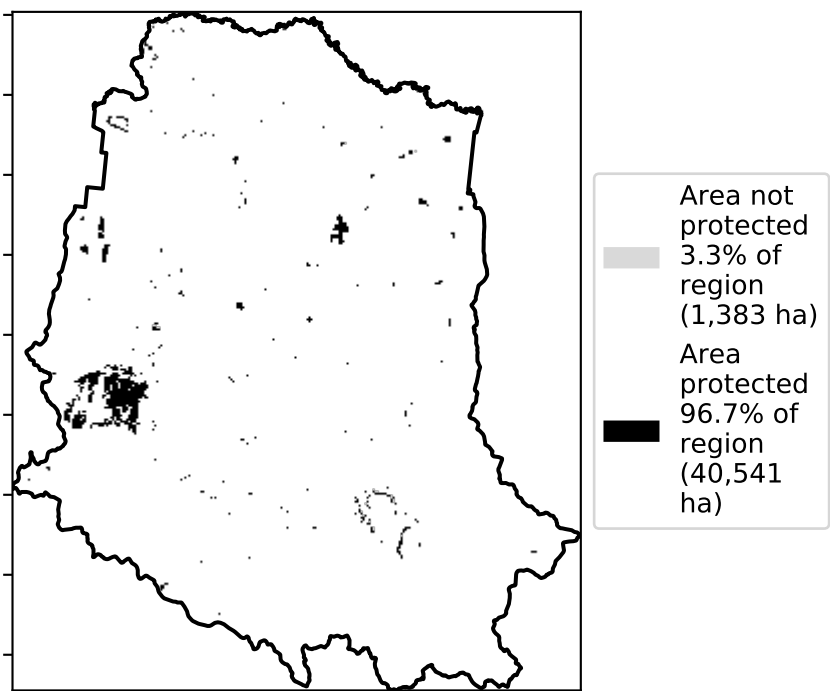 Area not
protected
3.3% of
region
(1,383 ha)
Area
protected
96.7% of
region
(40,541
ha)